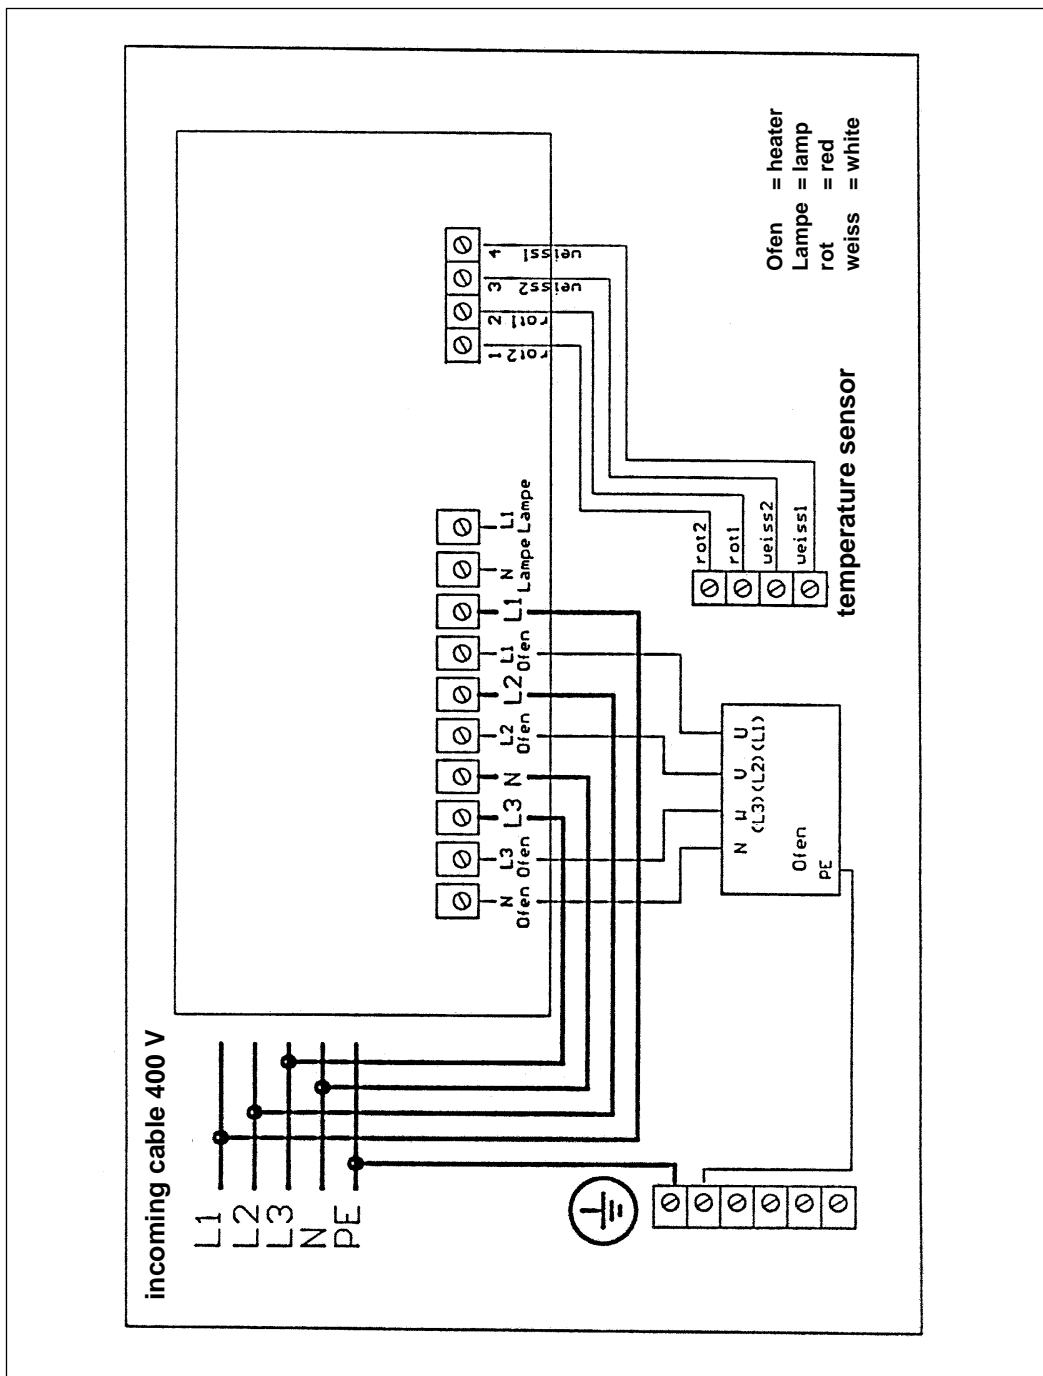 incoming cable 400 V
L1
L2
L3
N
PE
N
Ofen
L3
Ofen
L3
N
L2
Ofen
L2
L1
Ofen
L1
N
Lampe
L1
Lampe
1
rot2
2
rot1
3
weiss2
4
weiss1
N
W
(L3)
V
(L2)
U
(L1)
Ofen
PE
rot2
rot1
weiss2
weiss1
temperature sensor
Ofen = heater
Lampe = lamp
rot = red
weiss = white